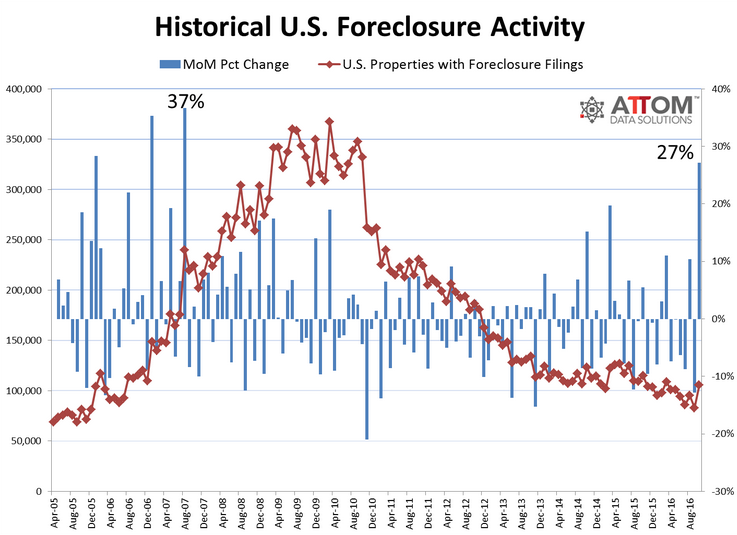 Historical U.S. Foreclosure Activity
MoM Pct Change
U.S. Properties with Foreclosure Filings
400,000
350,000
300,000
250,000
200,000
150,000
100,000
50,000
0
37%
ATTOM™
DATA SOLUTIONS
27%
40%
30%
20%
10%
0%
-10%
-20%
-30%
Apr-05
Aug-05
Dec-05
Apr-06
Aug-06
Dec-06
Apr-07
Aug-07
Dec-07
Apr-08
Aug-08
Dec-08
Apr-09
Aug-09
Dec-09
Apr-10
Aug-10
Dec-10
Apr-11
Aug-11
Dec-11
Apr-12
Aug-12
Dec-12
Apr-13
Aug-13
Dec-13
Apr-14
Aug-14
Dec-14
Apr-15
Aug-15
Dec-15
Apr-16
Aug-16